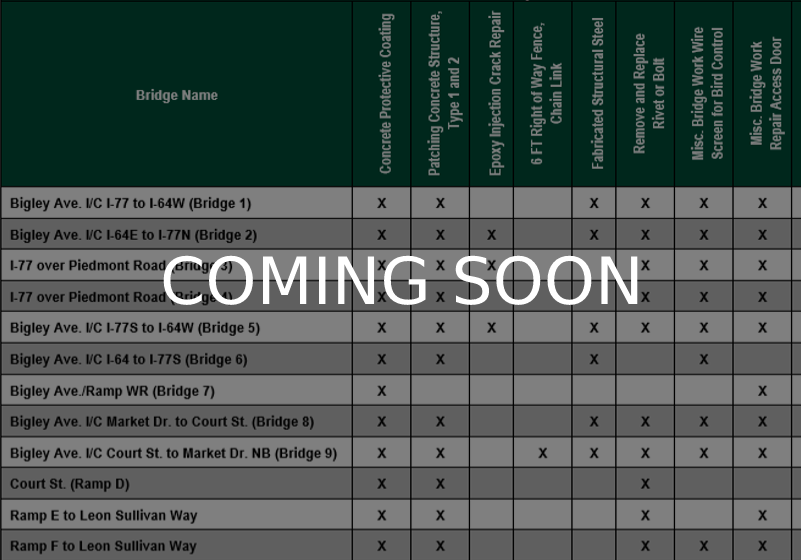 Bridge Name
Concrete Protective Coating
Patching Concrete Structure,
Type 1 and 2
Epoxy Injection Crack Repair
6 FT Right of Way Fence,
Chain Link
Fabricated Structural Steel
Remove and Replace
Rivet or Bolt
Misc. Bridge Work Wire
Screen for Bird Control
Misc. Bridge Work
Repair Access Door
Bigley Ave. I/C I-77 to I-64W (Bridge 1) X X X X X X
Bigley Ave. I/C I-64E to I-77N (Bridge 2) X X X X X X X
I-77 over Piedmont Road (Bridge 3) X X X X X X
COMING SOON
I-77 over Piedmont Road (Bridge 4) X X X X X
Bigley Ave. I/C I-77S to I-64W (Bridge 5) X X X X X X X
Bigley Ave. I/C I-64 to I-77S (Bridge 6) X X X X
Bigley Ave./Ramp WR (Bridge 7) X X
Bigley Ave. I/C Market Dr. to Court St. (Bridge 8) X X X X X X
Bigley Ave. I/C Court St. to Market Dr. NB (Bridge 9) X X X X X X X
Court St. (Ramp D) X X X
Ramp E to Leon Sullivan Way X X X X
Ramp F to Leon Sullivan Way X X X X X